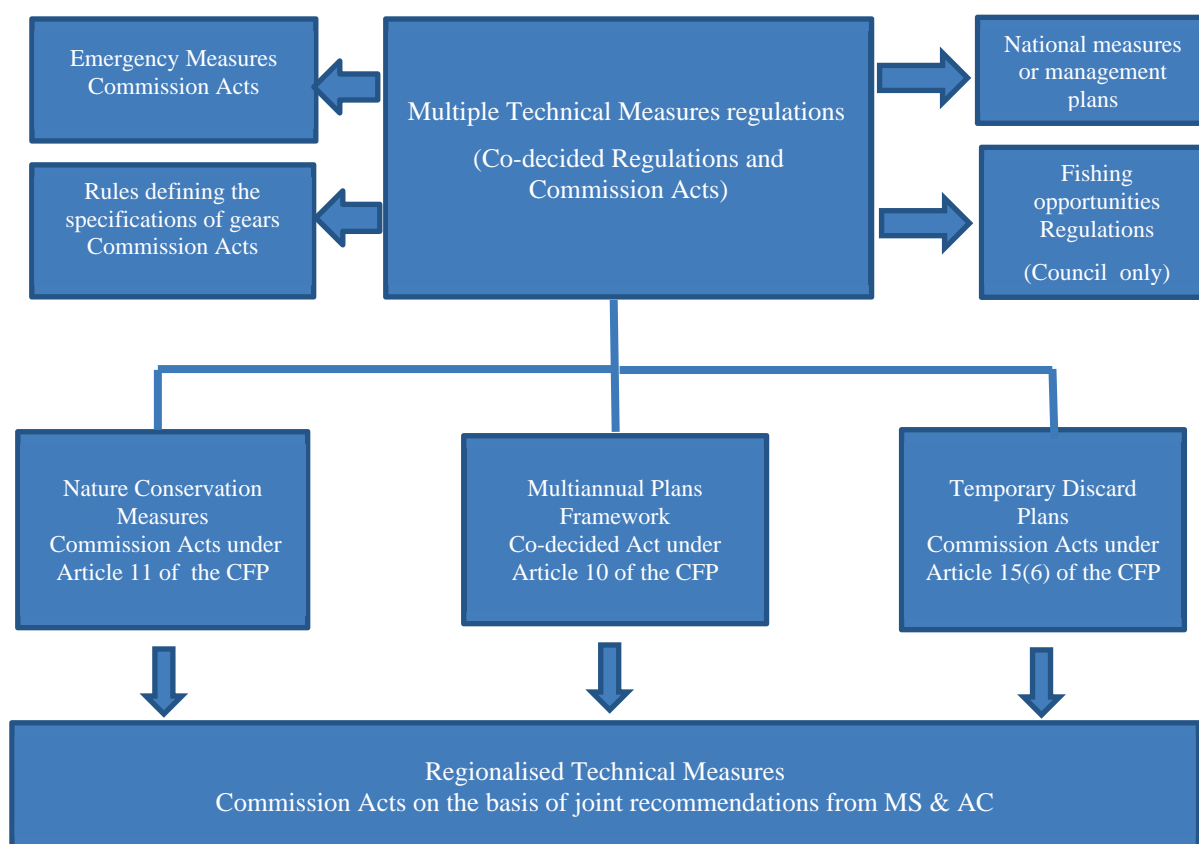 Emergency Measures
Commission Acts
Rules defining the
specifications of gears
Commission Acts
Multiple Technical Measures regulations
(Co-decided Regulations and
Commission Acts)
National measures
or management
plans
Fishing
opportunities
Regulations
(Council only)
Nature Conservation
Measures
Commission Acts under
Article 11 of the CFP
Multiannual Plans
Framework
Co-decided Act under
Article 10 of the CFP
Temporary Discard
Plans
Commission Acts under
Article 15(6) of the CFP
Regionalised Technical Measures
Commission Acts on the basis of joint recommendations from MS & AC